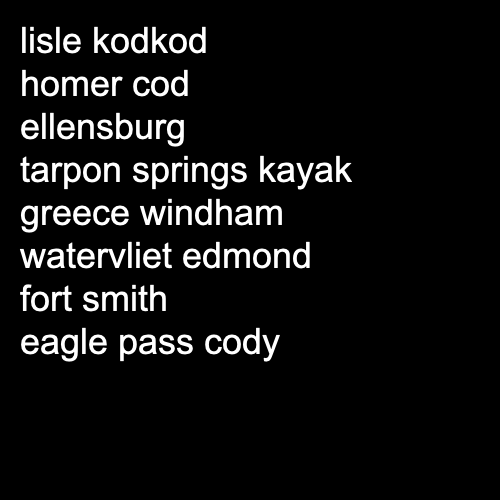 lisle kodkod
homer cod
ellensburg
tarpon springs kayak
greece windham
watervliet edmond
fort smith
eagle pass cody